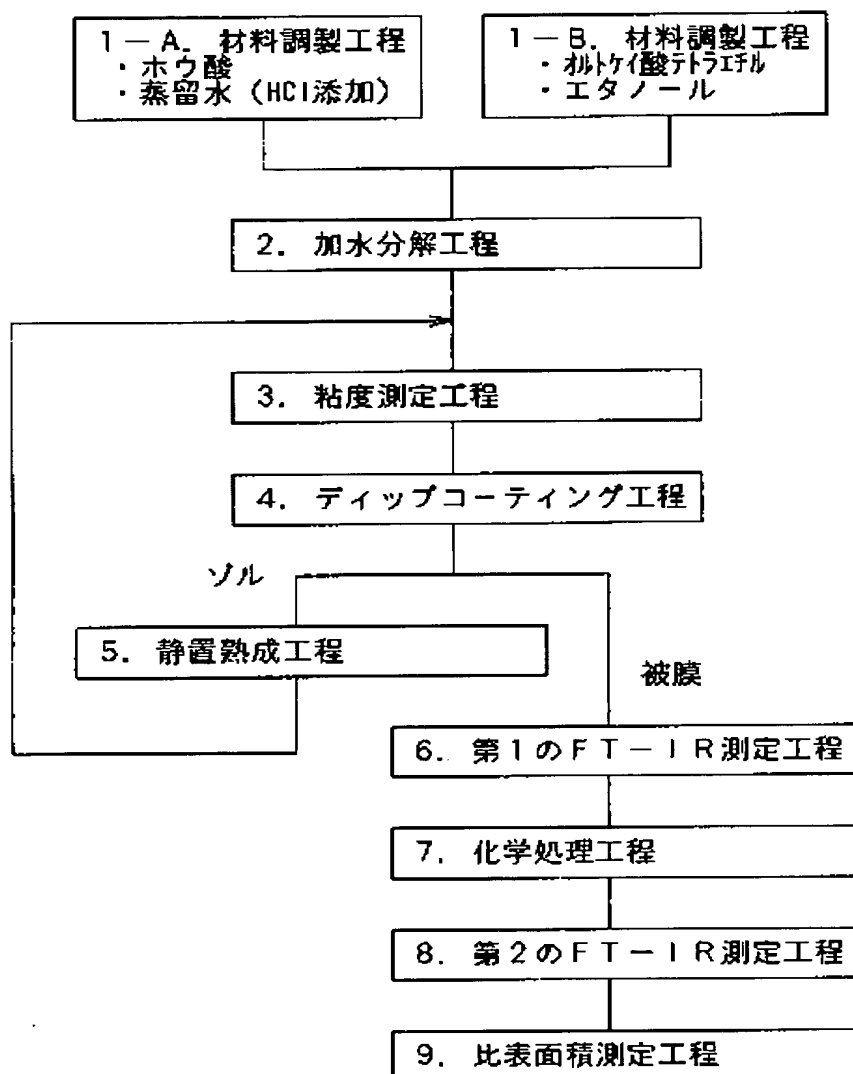 1－A．材料調製工程
・ホウ酸
・蒸留水（HCl添加）
1－B．材料調製工程
・オルトケイ酸テトラエチル
・エタノール
2．加水分解工程
3．粘度測定工程
4．ディップコーティング工程
ゾル
5．静置熟成工程
被膜
6．第1のFT－IR測定工程
7．化学処理工程
8．第2のFT－IR測定工程
9．比表面積測定工程